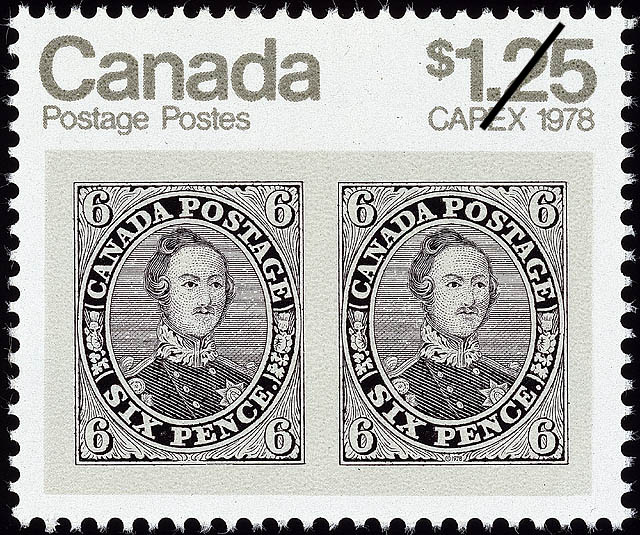 Canada
$1.25
Postage Postes
CAPEX 1978
6 6
CANADA POSTAGE
SIX PENCE.
6 6
6 6
CANADA POSTAGE
SIX PENCE.
6 6
©1978